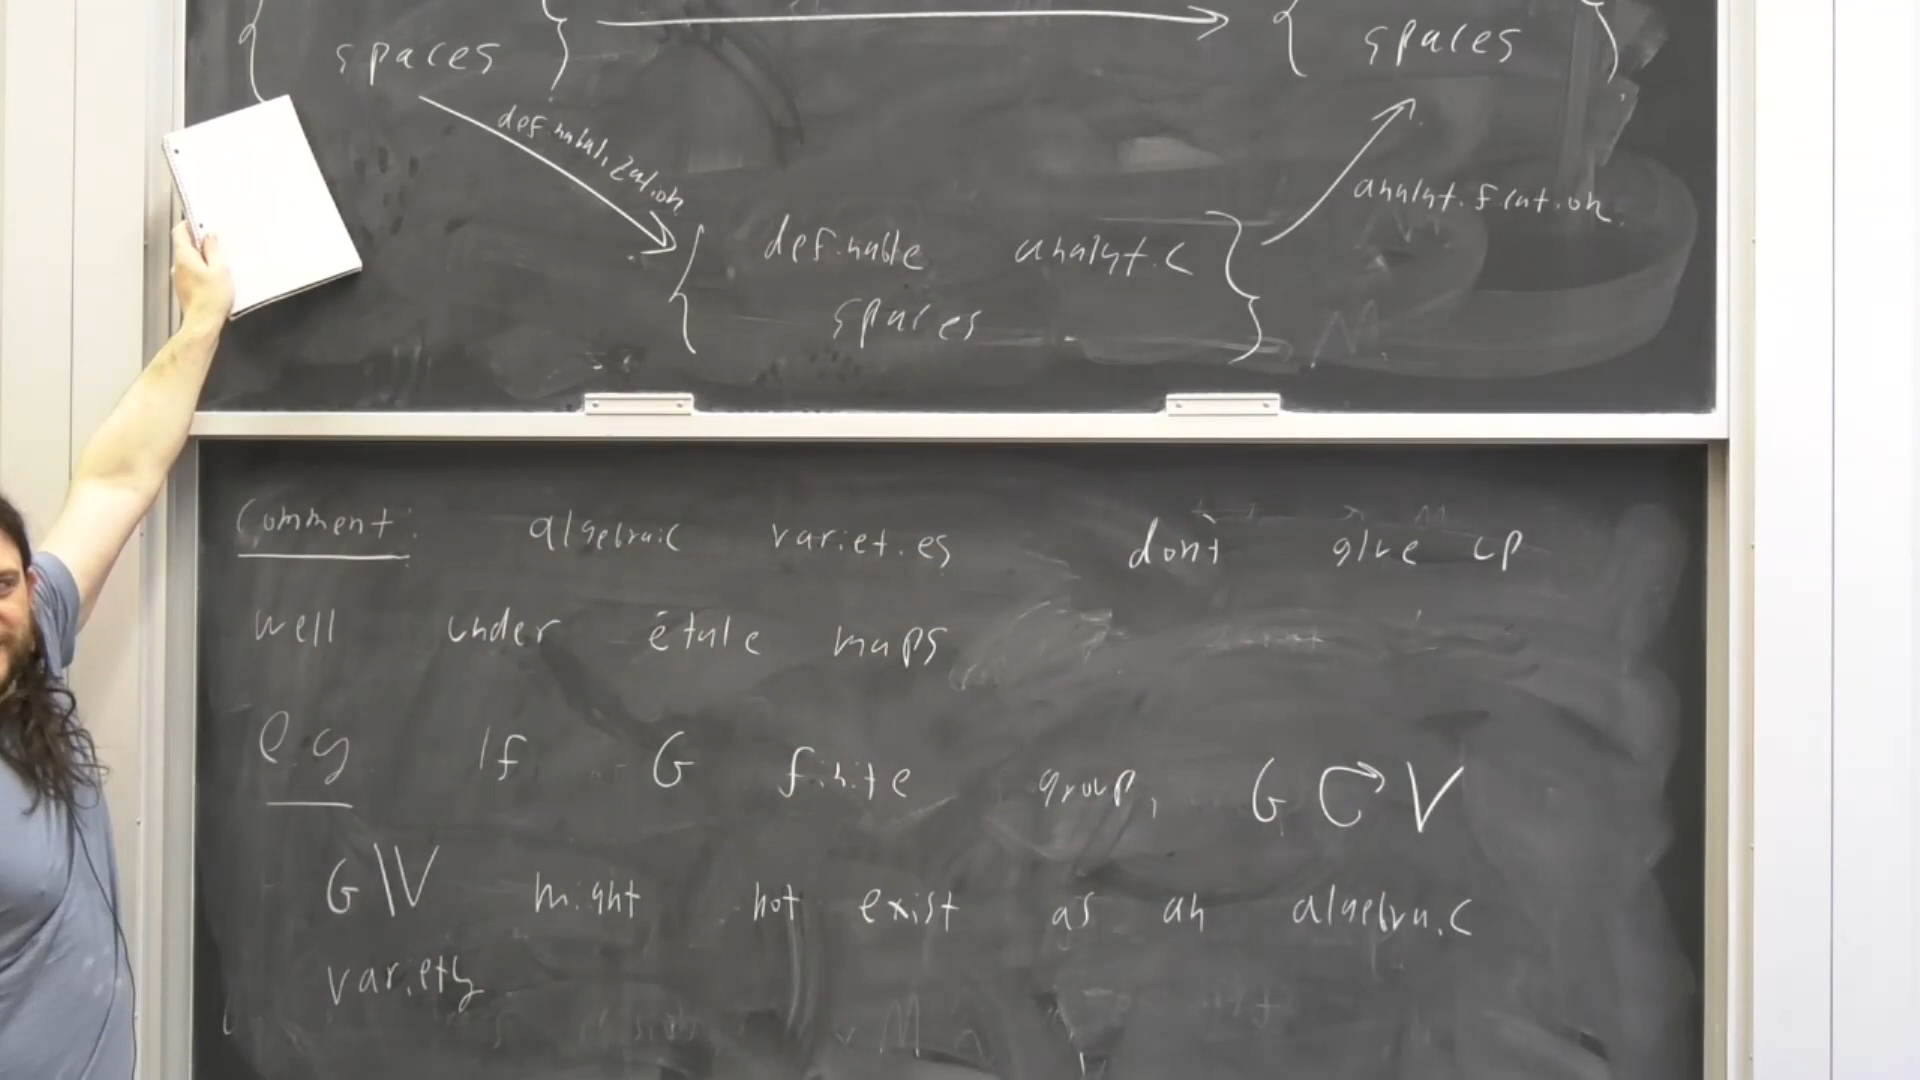 { spaces } { spaces }
definabilization
analytification
{ definable analytic
spaces }
Comment: algebraic varieties dont glue up
well under étale maps
e.g If G finite group, G ⟳ V
G\V might not exist as an algebraic
variety